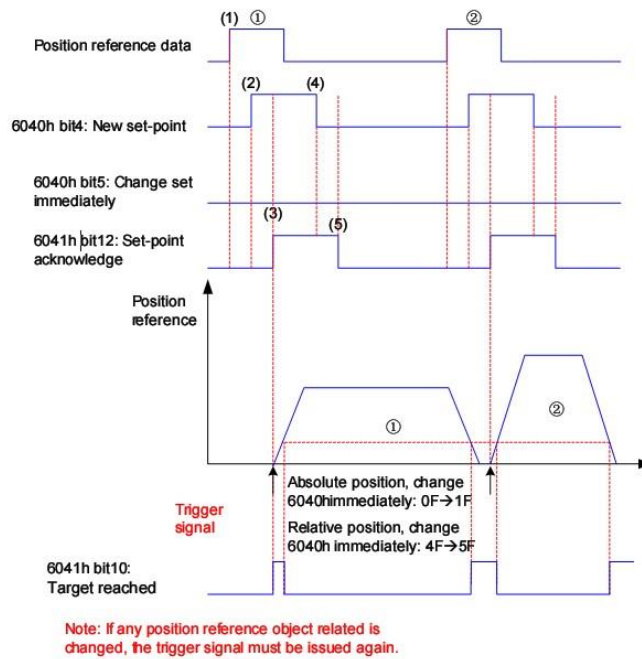 (1) ① ②
Position reference data
(2) (4)
6040h bit4: New set-point
6040h bit5: Change set
immediately
(3) (5)
6041h bit12: Set-point
acknowledge
Position
reference
②
①
Absolute position, change
6040himmediately: 0F→1F
Trigger
signal
Relative position, change
6040h immediately: 4F→5F
6041h bit10:
Target reached
Note: If any position reference object related is
changed, the trigger signal must be issued again.